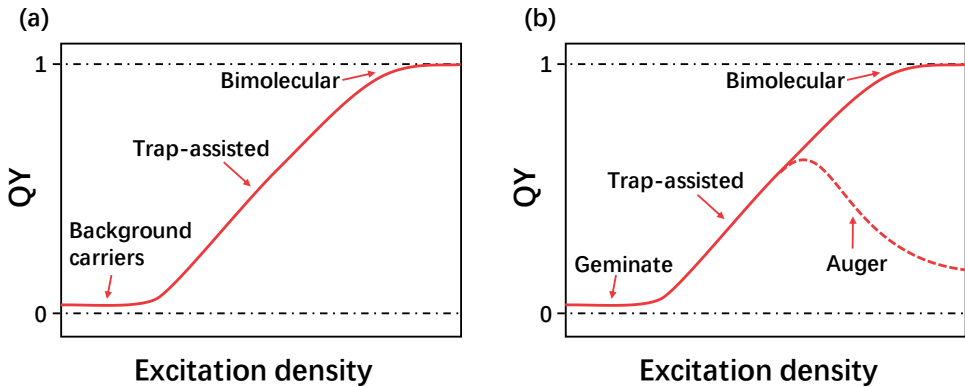 (a)
1
Bimolecular
Trap-assisted
QY
Background
carriers
0
Excitation density
(b)
1
Bimolecular
Trap-assisted
QY
Geminate
Auger
0
Excitation density